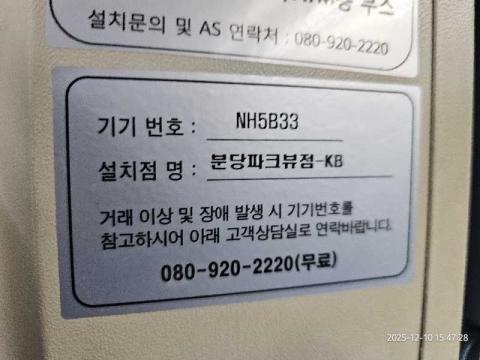 설치문의 및 AS 연락처 : 080-920-2220
기기 번호 : NH5B33
설치점 명 : 분당파크뷰점-KB
거래 이상 및 장애 발생 시 기기번호를
참고하시어 아래 고객상담실로 연락바랍니다.
080-920-2220(무료)
2025-12-10 15:47:28